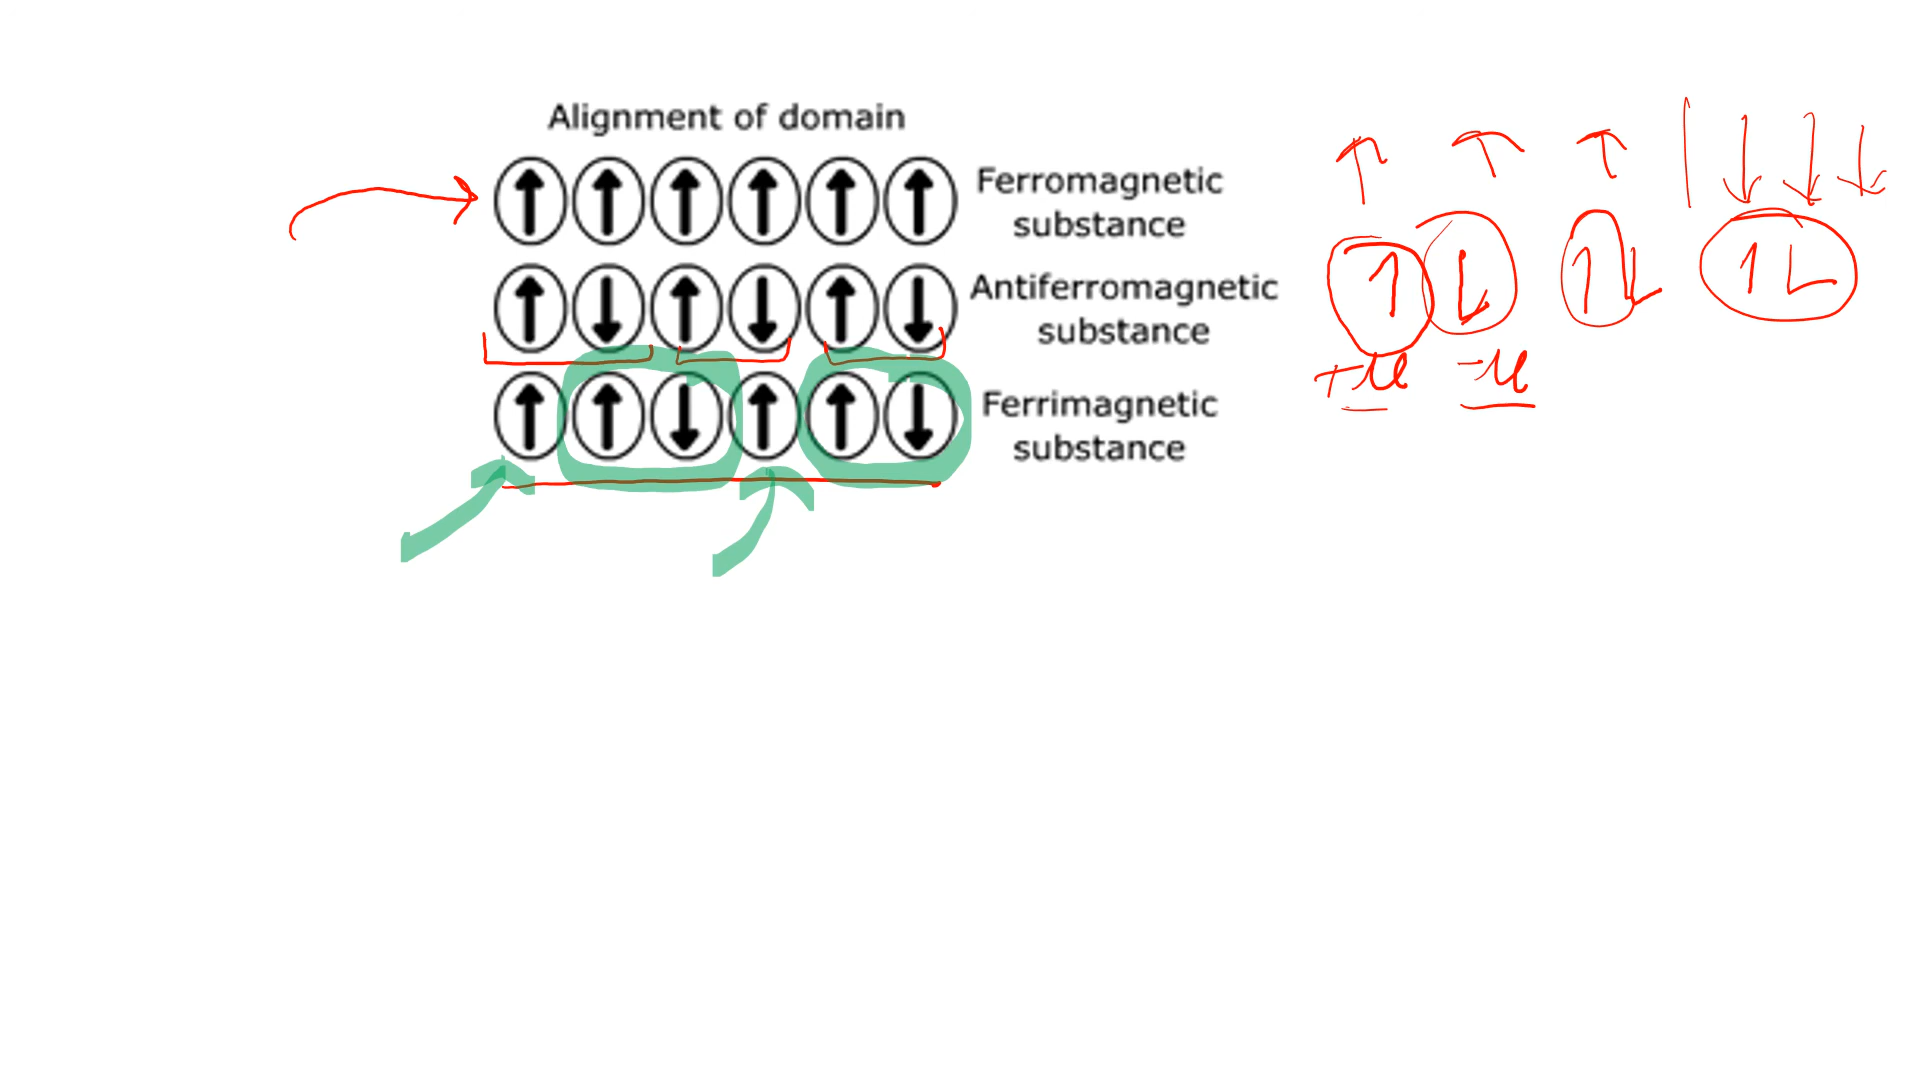 Alignment of domain
Ferromagnetic
substance
Antiferromagnetic
substance
+μ -μ
Ferrimagnetic
substance